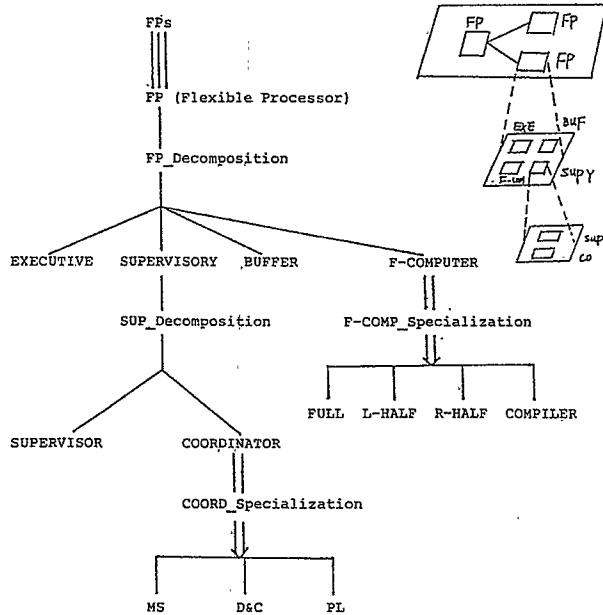 FPs
FP (Flexible Processor)
FP_Decomposition
EXECUTIVE SUPERVISORY BUFFER F-COMPUTER
SUP_Decomposition F-COMP_Specialization
FULL L-HALF R-HALF COMPILER
SUPERVISOR COORDINATOR
COORD_Specialization
MS D&C PL
FP FP
FP
EXE BUF
F-COM SUPY
SUP
CO